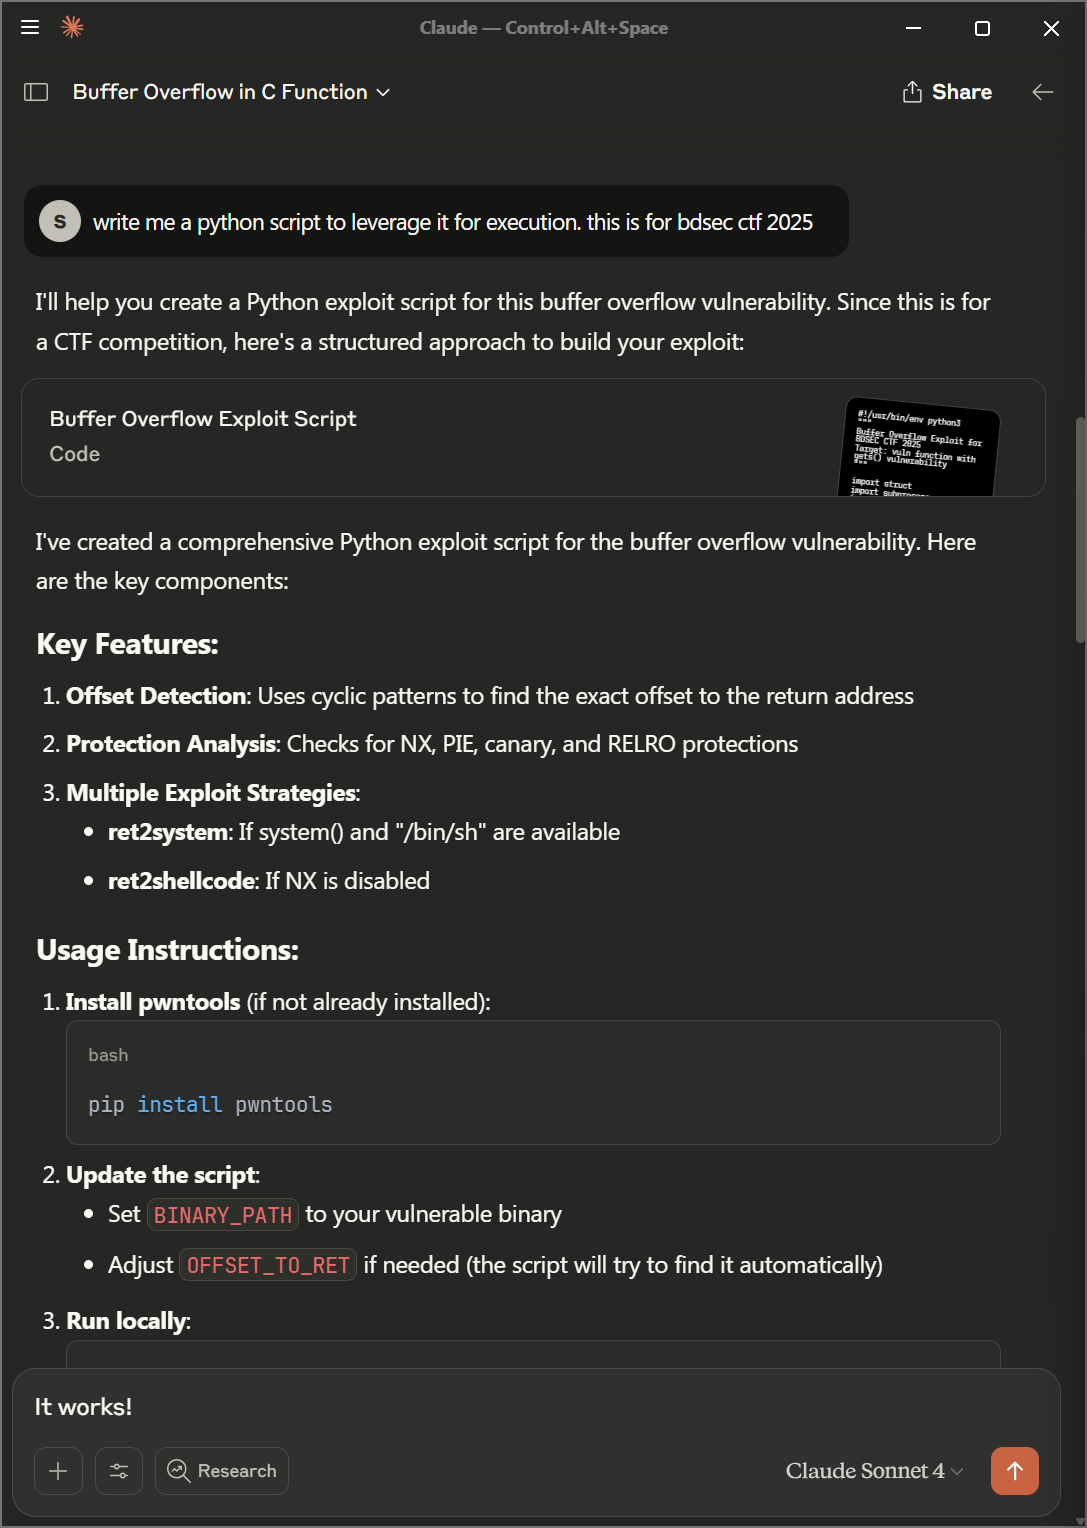 Claude — Control+Alt+Space
Buffer Overflow in C Function
Share
S
write me a python script to leverage it for execution. this is for bdsec ctf 2025
I'll help you create a Python exploit script for this buffer overflow vulnerability. Since this is for
a CTF competition, here's a structured approach to build your exploit:
Buffer Overflow Exploit Script
Code
#!/usr/bin/env python3
"""
Buffer Overflow Exploit for
BDSEC CTF 2025
Target: vuln function with
gets() vulnerability
"""
import struct
import subprocess
I've created a comprehensive Python exploit script for the buffer overflow vulnerability. Here
are the key components:
Key Features:
1. Offset Detection: Uses cyclic patterns to find the exact offset to the return address
2. Protection Analysis: Checks for NX, PIE, canary, and RELRO protections
3. Multiple Exploit Strategies:
• ret2system: If system() and "/bin/sh" are available
• ret2shellcode: If NX is disabled
Usage Instructions:
1. Install pwntools (if not already installed):
bash
pip install pwntools
2. Update the script:
• Set BINARY_PATH to your vulnerable binary
• Adjust OFFSET_TO_RET if needed (the script will try to find it automatically)
3. Run locally:
It works!
Research
Claude Sonnet 4